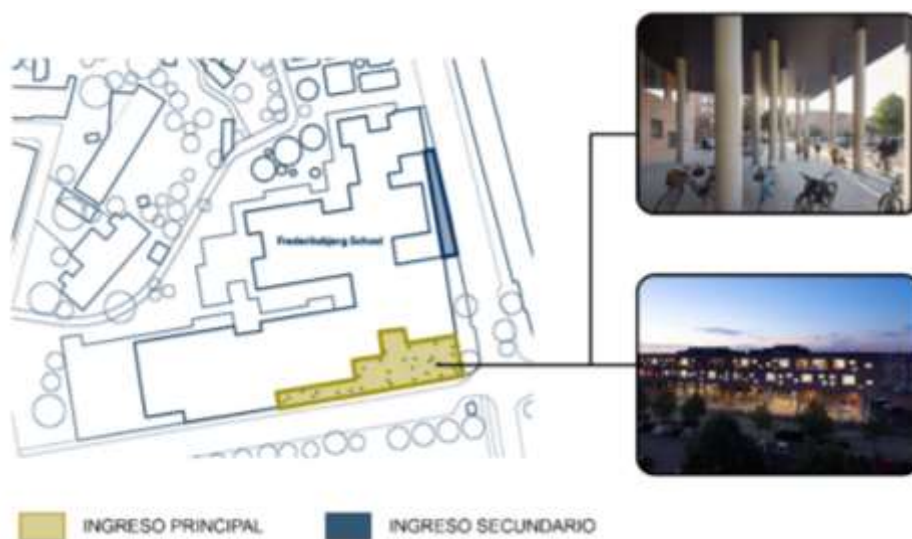 Frederiksbjerg School
INGRESO PRINCIPAL
INGRESO SECUNDARIO